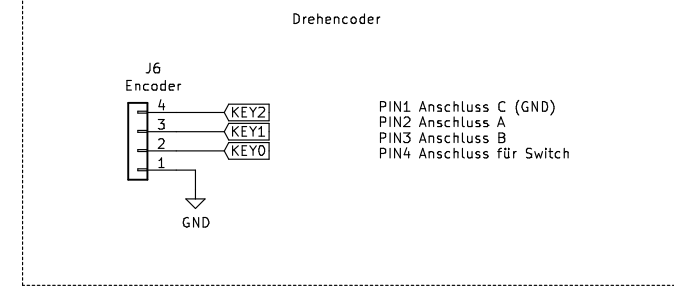 Drehencoder
J6
Encoder
4 KEY2
3 KEY1
2 KEY0
1
GND
PIN1 Anschluss C (GND)
PIN2 Anschluss A
PIN3 Anschluss B
PIN4 Anschluss für Switch